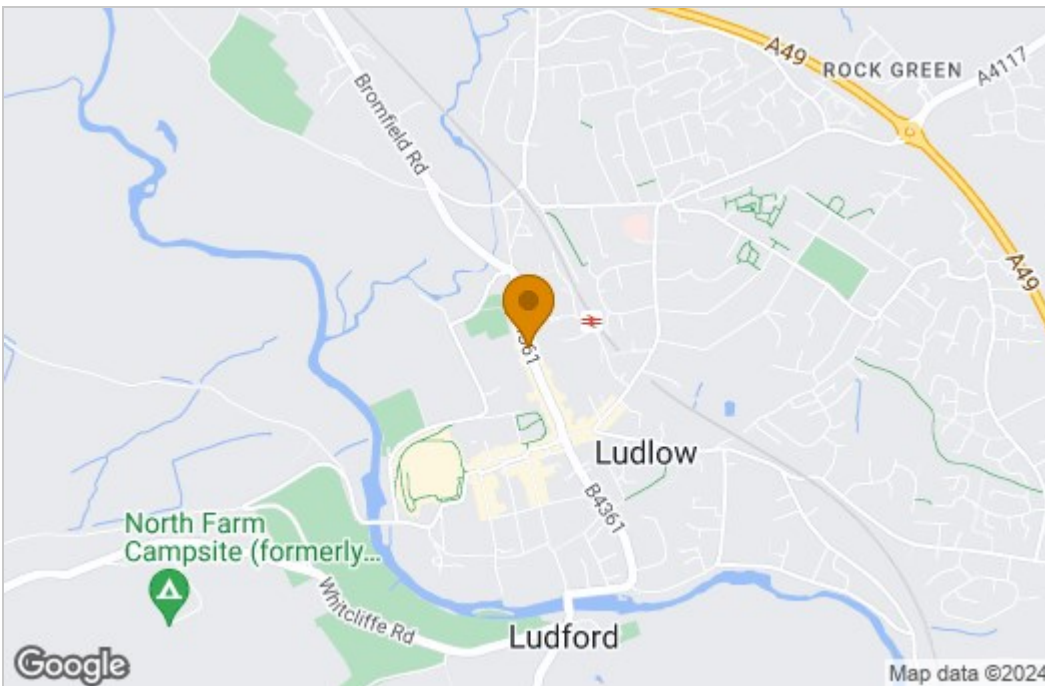 A49
ROCK GREEN
A4117
Bromfield Rd
A49
Ludlow
B4361
North Farm
Campsite (formerly...
Whitcliffe Rd
Ludford
Google
Map data ©2024